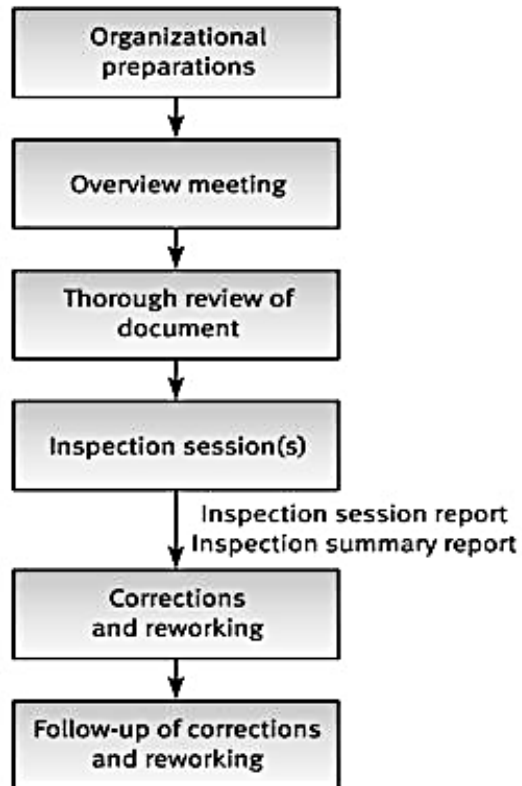 Organizational
preparations
Overview meeting
Thorough review of
document
Inspection session(s)
Inspection session report
Inspection summary report
Corrections
and reworking
Follow-up of corrections
and reworking